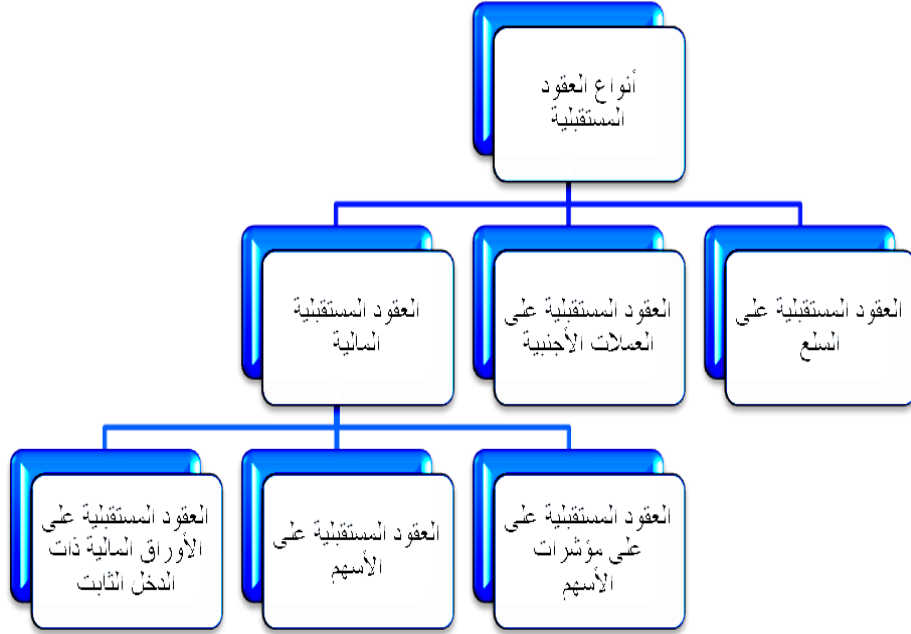 أنواع العقود
المستقبلية
العقود المستقبلية على
السلع
العقود المستقبلية على
العملات الأجنبية
العقود المستقبلية
المالية
العقود المستقبلية على
على مؤشرات
الأسهم
العقود المستقبلية على
الأسهم
العقود المستقبلية على
الأوراق المالية ذات
الدخل الثابت